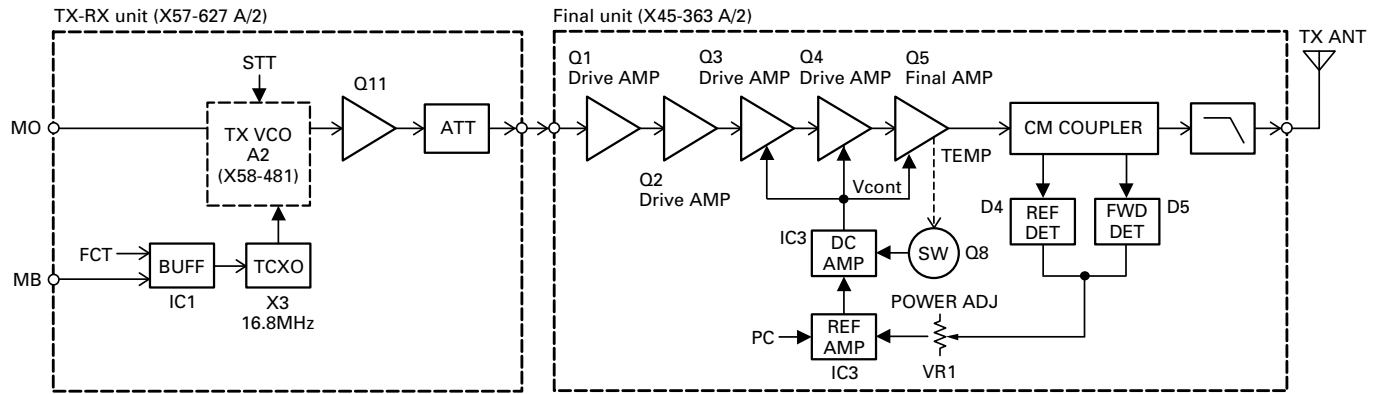 TX-RX unit (X57-627 A/2)
STT
MO
TX VCO
A2
(X58-481)
Q11
ATT
FCT
MB
BUFF
IC1
TCXO
X3
16.8MHz
Final unit (X45-363 A/2)
TX ANT
Q1
Drive AMP
Q2
Drive AMP
Q3
Drive AMP
Q4
Drive AMP
Q5
Final AMP
TEMP
Vcont
CM COUPLER
D4
REF
DET
FWD
DET
D5
IC3
DC
AMP
SW
Q8
POWER ADJ
PC
REF
AMP
IC3
VR1